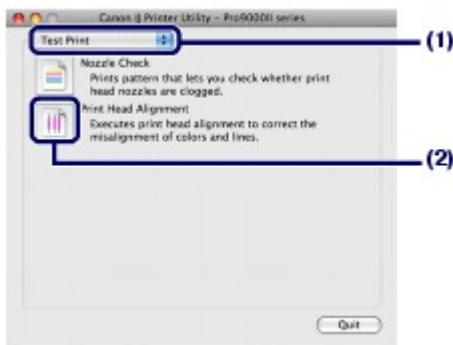 Canon IJ Printer Utility - Pro9000II series
Test Print
(1)
Nozzle Check
Prints pattern that lets you check whether print
head nozzles are clogged.
Print Head Alignment
Executes print head alignment to correct the
misalignment of colors and lines.
(2)
Quit